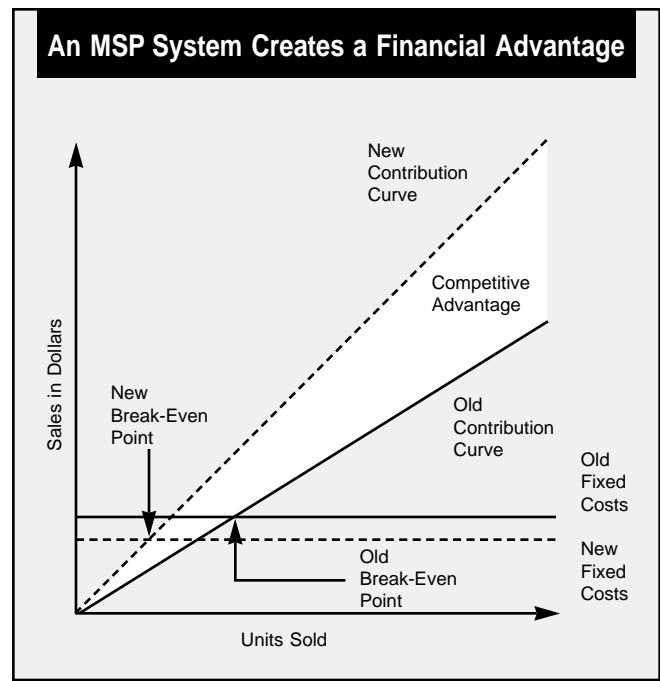 An MSP System Creates a Financial Advantage
New
Contribution
Curve
Competitive
Advantage
Sales in Dollars
New
Break-Even
Point
Old
Contribution
Curve
Old
Fixed
Costs
Old
Break-Even
Point
New
Fixed
Costs
Units Sold